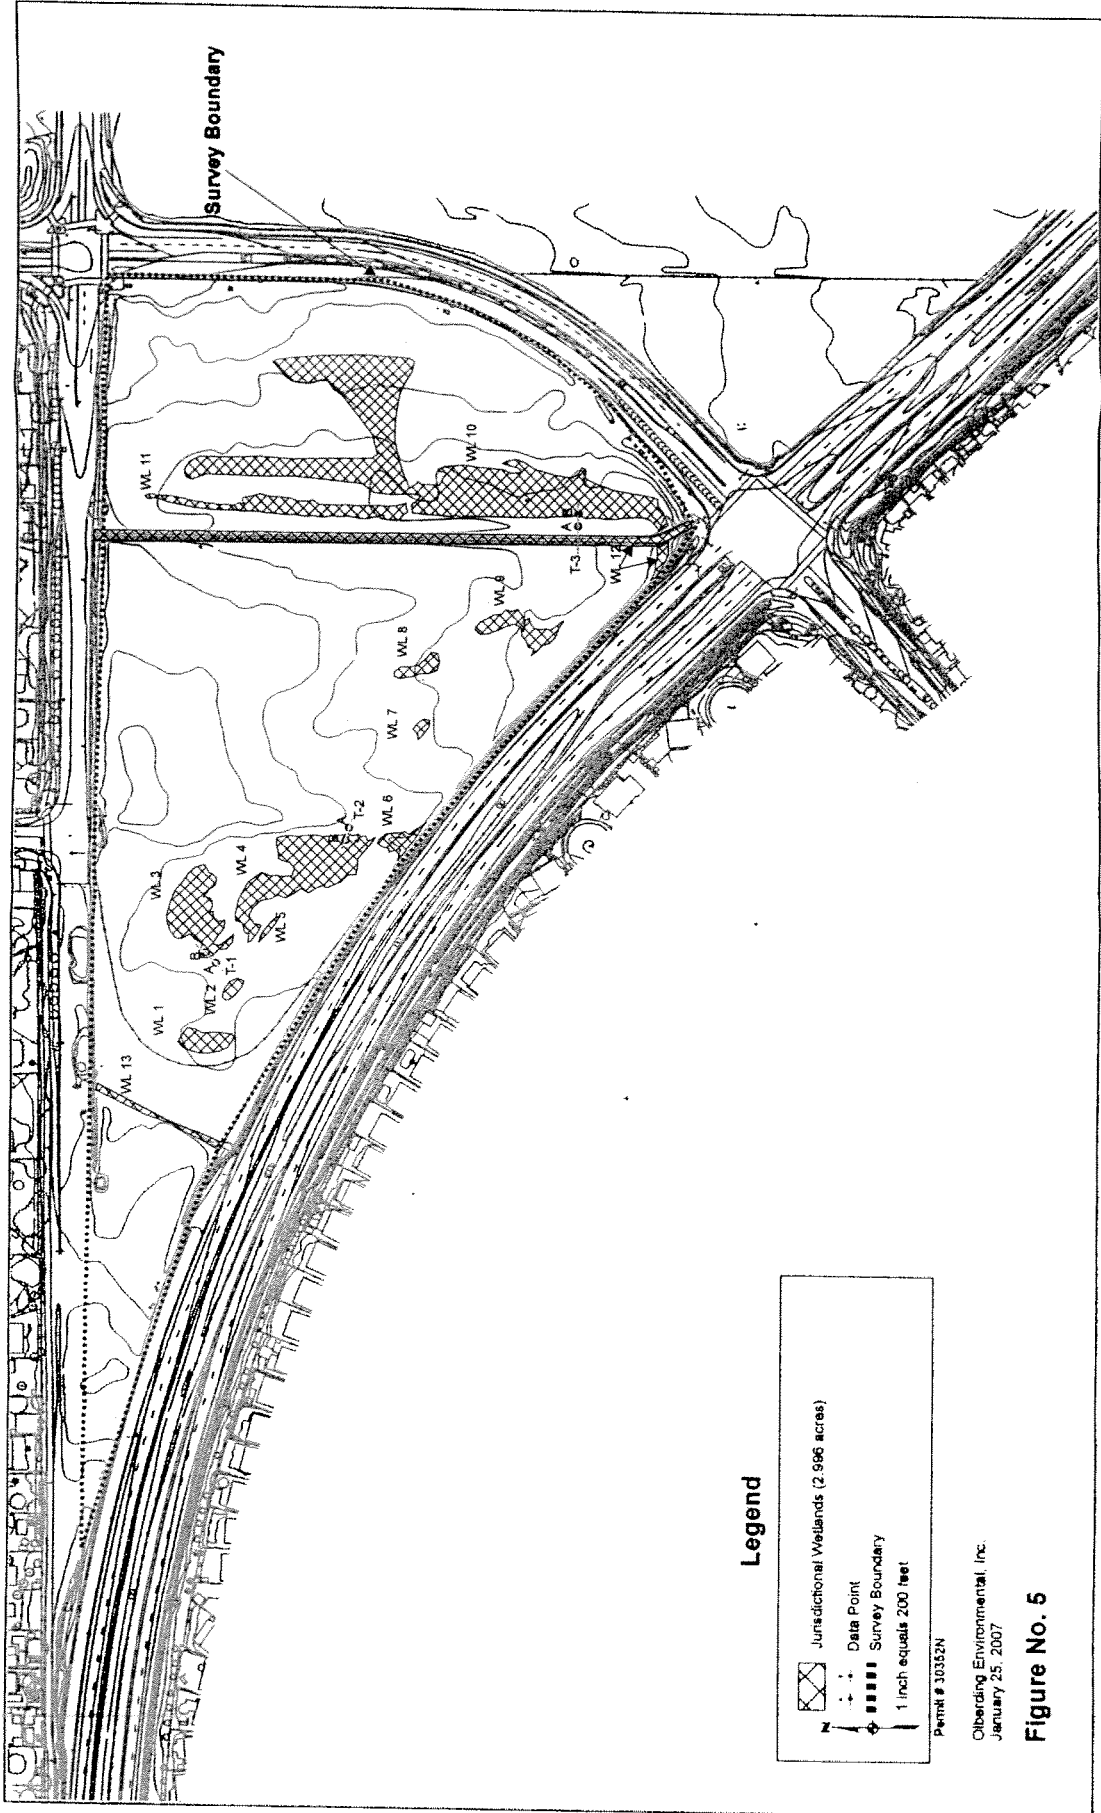 Survey Boundary
WL 11
WL 10
A
B
T-3
WL 12
WL 9
WL 8
WL 7
WL 6
A
B
T-2
WL 4
WL 3
WL 5
B
A
T-1
WL 2
WL 1
WL 13
Legend
Jurisdictional Wetlands (2.996 acres)
Data Point
Survey Boundary
1 inch equals 200 feet
N
Permit # 30352N
Olberding Environmental, Inc.
January 25, 2007
Figure No. 5